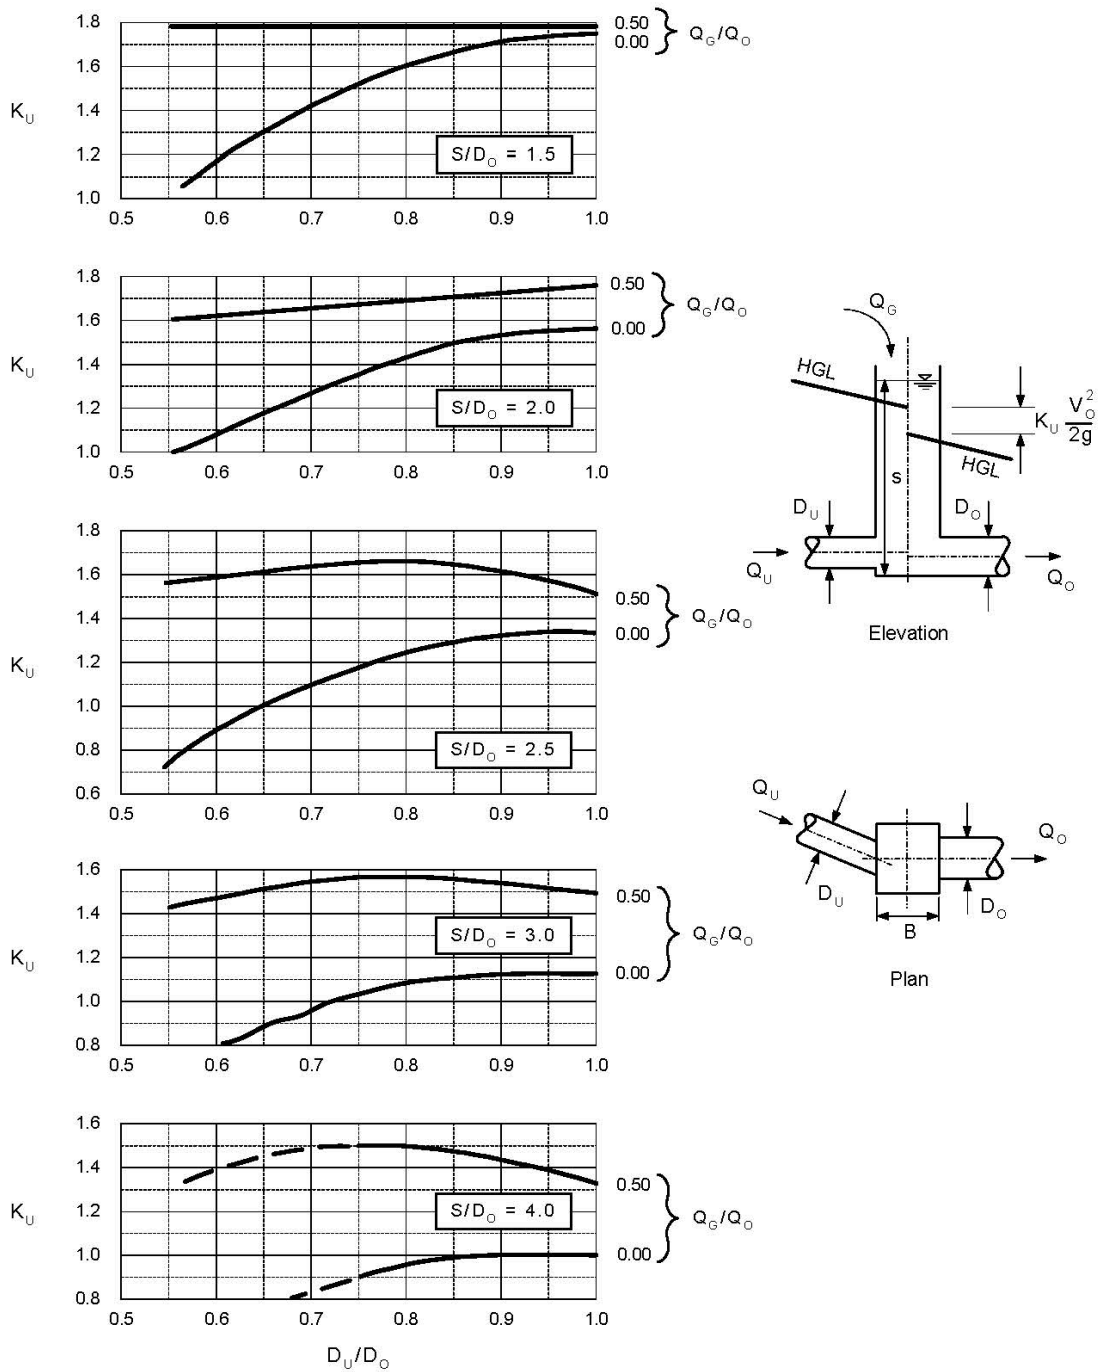 1.8
1.6
1.4
1.2
1.0
K_U
0.5 0.6 0.7 0.8 0.9 1.0
S/D_O = 1.5
0.50
0.00
Q_G/Q_O
1.8
1.6
1.4
1.2
1.0
K_U
0.5 0.6 0.7 0.8 0.9 1.0
S/D_O = 2.0
0.50
0.00
Q_G/Q_O
1.8
1.6
1.4
1.2
1.0
0.8
0.6
K_U
0.5 0.6 0.7 0.8 0.9 1.0
S/D_O = 2.5
0.50
0.00
Q_G/Q_O
1.6
1.4
1.2
1.0
0.8
K_U
0.5 0.6 0.7 0.8 0.9 1.0
S/D_O = 3.0
0.50
0.00
Q_G/Q_O
1.6
1.4
1.2
1.0
0.8
K_U
0.5 0.6 0.7 0.8 0.9 1.0
S/D_O = 4.0
0.50
0.00
Q_G/Q_O
D_U/D_O
Q_G
HGL
K_U V_O^2/2g
HGL
S
D_U
D_O
Q_U
Q_O
Elevation
Q_U
Q_O
D_U
B
D_O
Plan